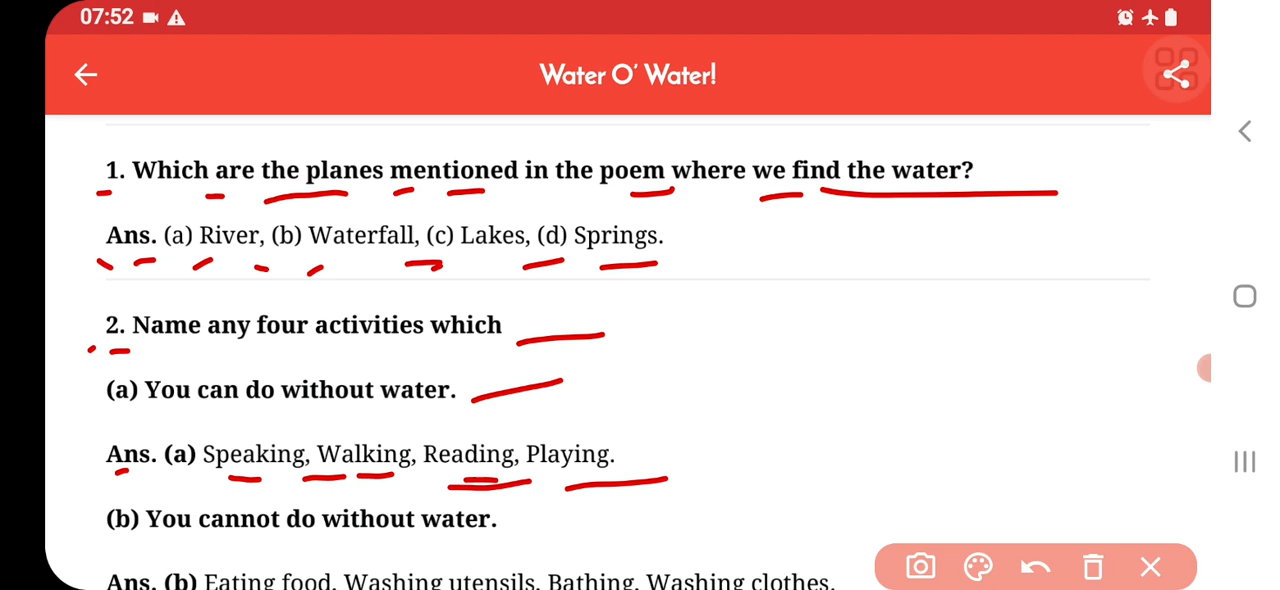 07:52
Water O' Water!
1. Which are the planes mentioned in the poem where we find the water?
Ans. (a) River, (b) Waterfall, (c) Lakes, (d) Springs.
2. Name any four activities which
(a) You can do without water.
Ans. (a) Speaking, Walking, Reading, Playing.
(b) You cannot do without water.
Ans. (b) Eating food, Washing utensils, Bathing, Washing clothes.